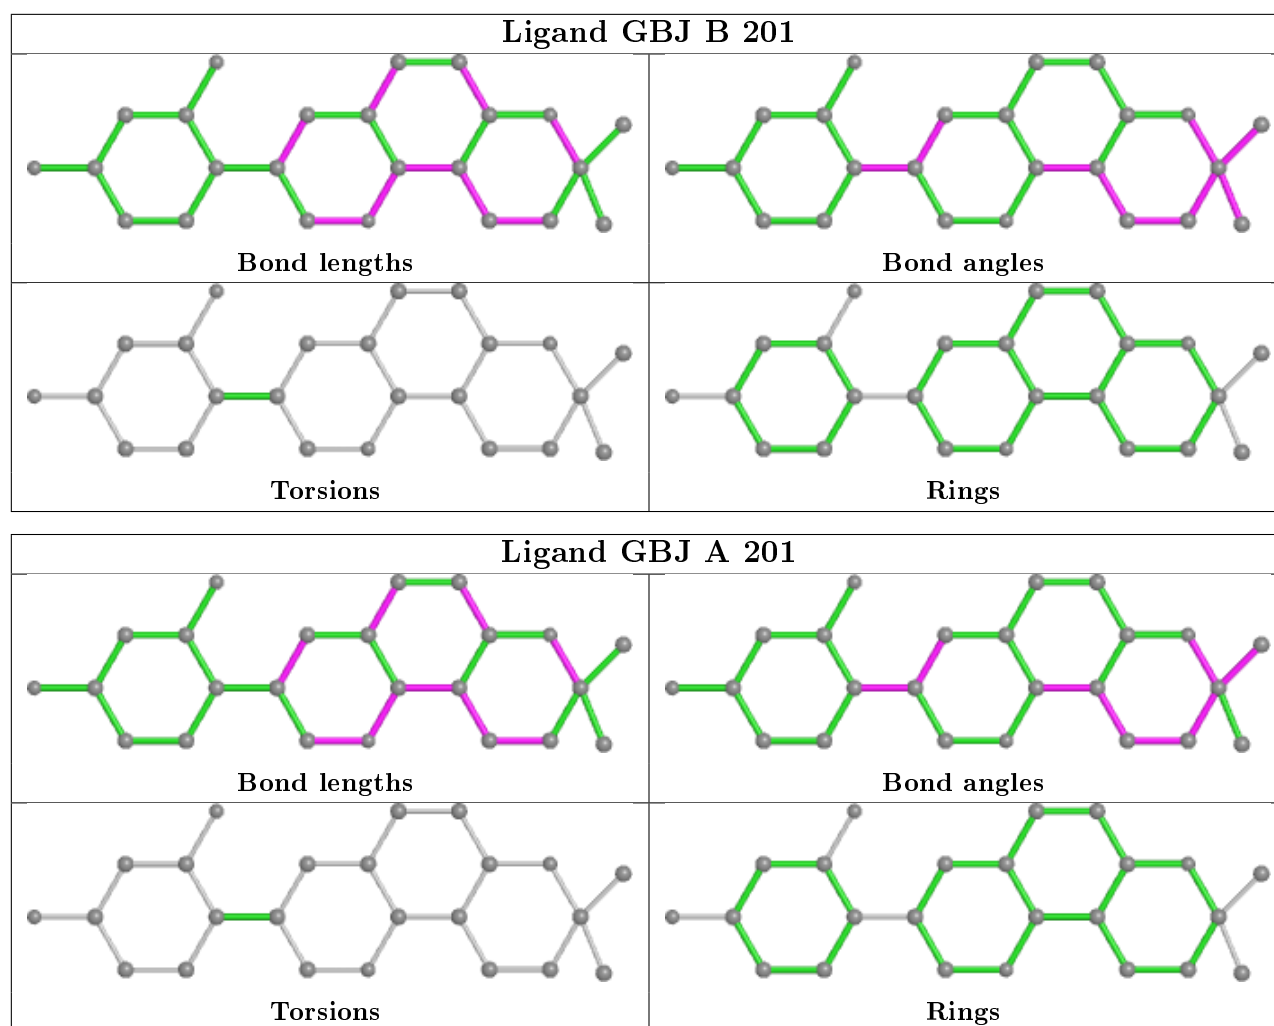 Ligand GBJ B 201
Bond lengths
Bond angles
Torsions
Rings
Ligand GBJ A 201
Bond lengths
Bond angles
Torsions
Rings